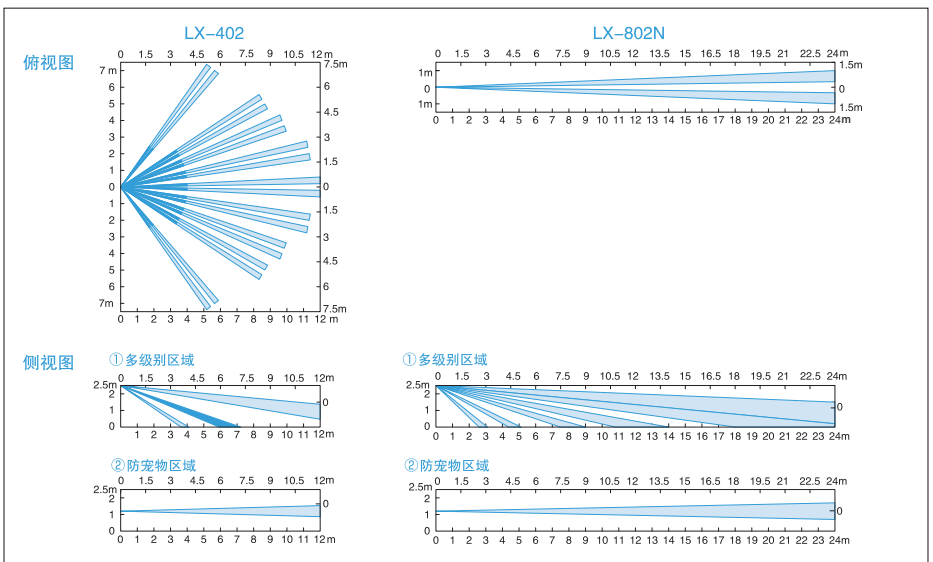 LX-402 LX-802N
俯视图
0 1.5 3 4.5 6 7.5 9 10.5 12 m
7 m 7.5m
6 6
5 4.5
4
3 3
2 1.5
1
0 0
1 1.5
2
3 3
4 4.5
5
6 6
7m 7.5m
0 1 2 3 4 5 6 7 8 9 10 11 12 m
0 1.5 3 4.5 6 7.5 9 10.5 12 13.5 15 16.5 18 19.5 21 22.5 24m
1m 1.5m
0 0
1m 1.5m
0 1 2 3 4 5 6 7 8 9 10 11 12 13 14 15 16 17 18 19 20 21 22 23 24m
侧视图
①多级别区域
0 1.5 3 4.5 6 7.5 9 10.5 12m
2.5m
2
1 0
0
1 2 3 4 5 6 7 8 9 10 11 12m
①多级别区域
0 1.5 3 4.5 6 7.5 9 10.5 12 13.5 15 16.5 18 19.5 21 22.5 24m
2.5m
2
1 0
0
0 1 2 3 4 5 6 7 8 9 10 11 12 13 14 15 16 17 18 19 20 21 22 23 24m
②防宠物区域
0 1.5 3 4.5 6 7.5 9 10.5 12m
2.5m
2 0
1
0
0 1 2 3 4 5 6 7 8 9 10 11 12m
②防宠物区域
0 1.5 3 4.5 6 7.5 9 10.5 12 13.5 15 16.5 18 19.5 21 22.5 24m
2.5m
2
1 0
0
0 1 2 3 4 5 6 7 8 9 10 11 12 13 14 15 16 17 18 19 20 21 22 23 24m